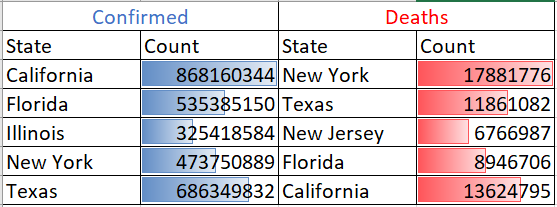 Confirmed Deaths
State Count State Count
California 868160344 New York 17881776
Florida 535385150 Texas 11861082
Illinois 325418584 New Jersey 6766987
New York 473750889 Florida 8946706
Texas 686349832 California 13624795